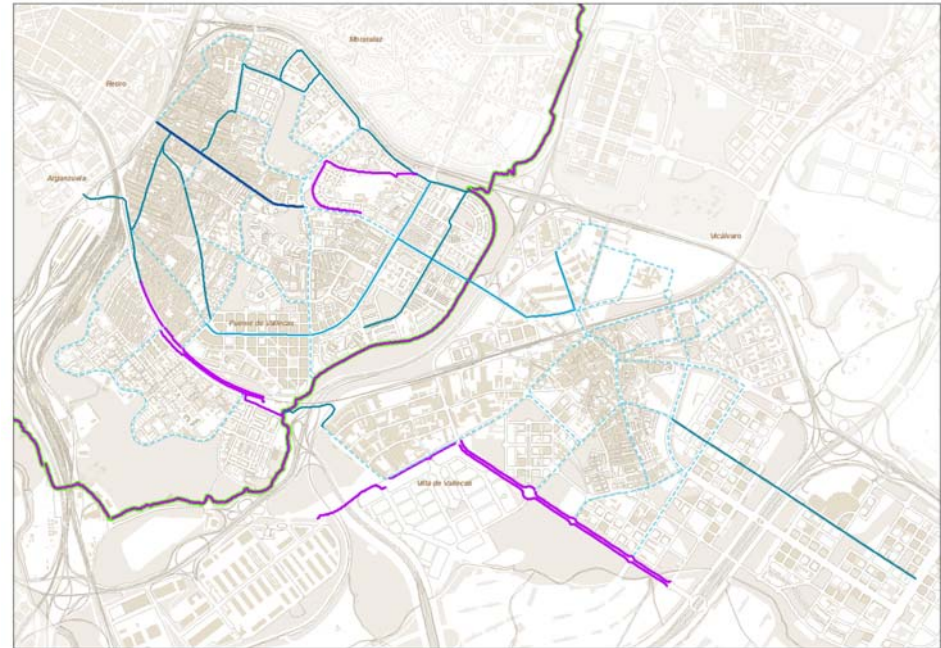 Moratalaz
Retiro
Arganzuela
Vicálvaro
Puente de Vallecas
Villa de Vallecas